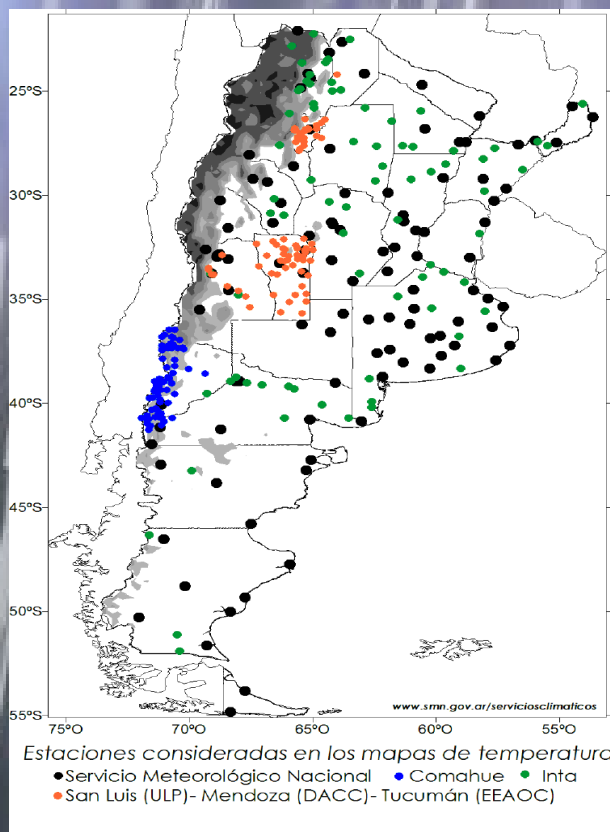 25°S
30°S
35°S
40°S
45°S
50°S
55°S
www.smn.gov.ar/serviciosclimaticos
75°O 70°O 65°O 60°O 55°O
Estaciones consideradas en los mapas de temperatura
Servicio Meteorológico Nacional Comahue Inta
San Luis (ULP)- Mendoza (DACC)- Tucumán (EEAOC)